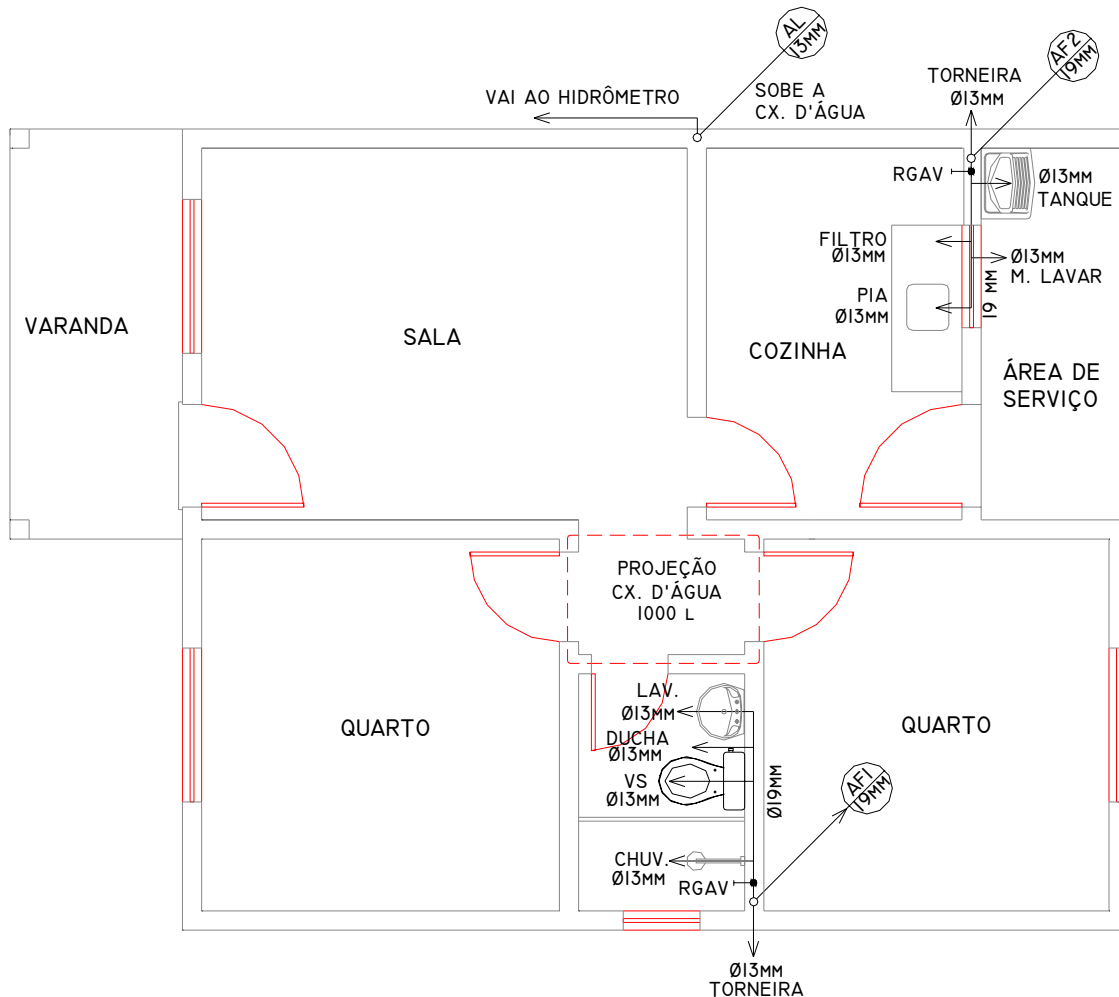 AL
13MM
AF2
19MM
VAI AO HIDRÔMETRO
SOBE A
CX. D'ÁGUA
TORNEIRA
Ø13MM
RGAV
Ø13MM
TANQUE
FILTRO
Ø13MM
Ø13MM
M. LAVAR
19 MM
PIA
Ø13MM
VARANDA
SALA
COZINHA
ÁREA DE
SERVIÇO
PROJEÇÃO
CX. D'ÁGUA
1000 L
QUARTO
LAV.
Ø13MM
DUCHA
Ø13MM
VS
Ø13MM
Ø19MM
QUARTO
AF1
19MM
CHUV.
Ø13MM
RGAV
Ø13MM
TORNEIRA